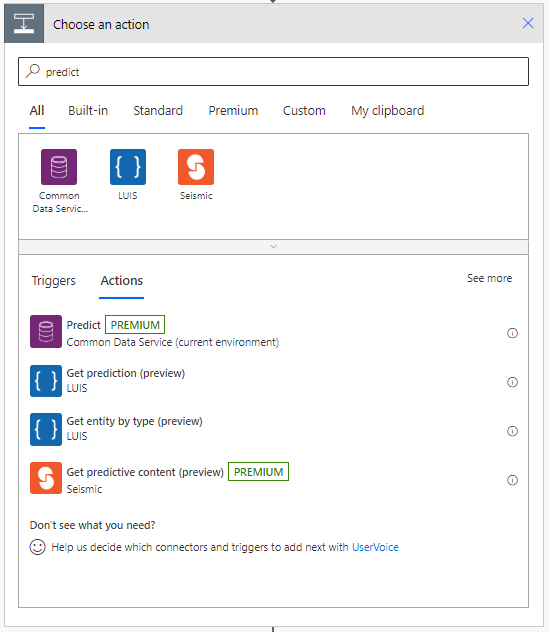 Choose an action
predict
All Built-in Standard Premium Custom My clipboard
Common
Data Servic...
LUIS
Seismic
Triggers Actions See more
Predict PREMIUM
Common Data Service (current environment)
Get prediction (preview)
LUIS
Get entity by type (preview)
LUIS
Get predictive content (preview) PREMIUM
Seismic
Don't see what you need?
Help us decide which connectors and triggers to add next with UserVoice